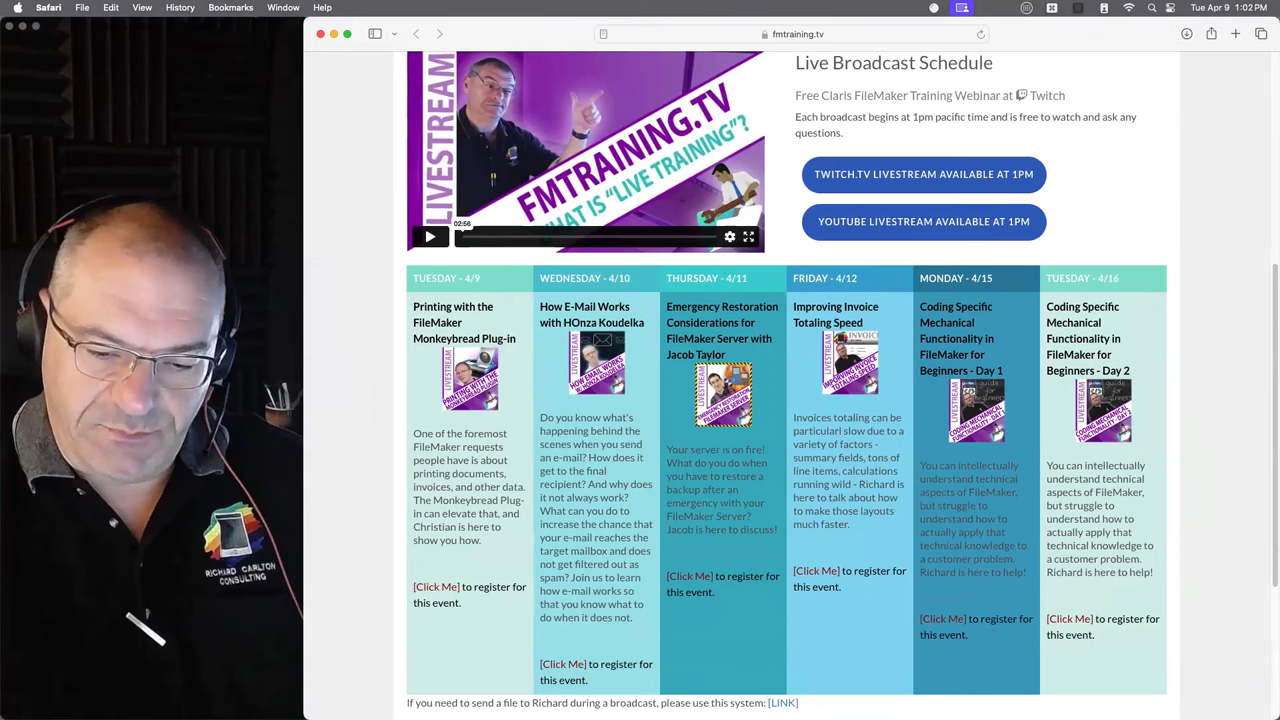 Safari File Edit View History Bookmarks Window Help
Tue Apr 9 1:02 PM
fmtraining.tv
LIVESTREAM
FMTRAINING.TV
WHAT IS "LIVE TRAINING"?
02:56
Live Broadcast Schedule
Free Claris FileMaker Training Webinar at Twitch
Each broadcast begins at 1pm pacific time and is free to watch and ask any
questions.
TWITCH.TV LIVESTREAM AVAILABLE AT 1PM
YOUTUBE LIVESTREAM AVAILABLE AT 1PM
TUESDAY - 4/9
Printing with the
FileMaker
Monkeybread Plug-in
LIVESTREAM
One of the foremost
FileMaker requests
people have is about
printing documents,
invoices, and other data.
The Monkeybread Plug-
in can elevate that, and
Christian is here to
show you how.
[Click Me] to register for
this event.
WEDNESDAY - 4/10
How E-Mail Works
with HOnza Koudelka
LIVESTREAM
HOW EMAIL WORKS
Do you know what's
happening behind the
scenes when you send
an e-mail? How does it
get to the final
recipient? And why does
it not always work?
What can you do to
increase the chance that
your e-mail reaches the
target mailbox and does
not get filtered out as
spam? Join us to learn
how e-mail works so
that you know what to
do when it does not.
[Click Me] to register for
this event.
THURSDAY - 4/11
Emergency Restoration
Considerations for
FileMaker Server with
Jacob Taylor
LIVESTREAM
Your server is on fire!
What do you do when
you have to restore a
backup after an
emergency with your
FileMaker Server?
Jacob is here to discuss!
[Click Me] to register for
this event.
FRIDAY - 4/12
Improving Invoice
Totaling Speed
INVOICE
LIVESTREAM
Invoices totaling can be
particularl slow due to a
variety of factors -
summary fields, tons of
line items, calculations
running wild - Richard is
here to talk about how
to make those layouts
much faster.
[Click Me] to register for
this event.
MONDAY - 4/15
Coding Specific
Mechanical
Functionality in
FileMaker for
Beginners - Day 1
LIVESTREAM
You can intellectually
understand technical
aspects of FileMaker,
but struggle to
understand how to
actually apply that
technical knowledge to
a customer problem.
Richard is here to help!
[Click Me] to register for
this event.
TUESDAY - 4/16
Coding Specific
Mechanical
Functionality in
FileMaker for
Beginners - Day 2
LIVESTREAM
You can intellectually
understand technical
aspects of FileMaker,
but struggle to
understand how to
actually apply that
technical knowledge to
a customer problem.
Richard is here to help!
[Click Me] to register for
this event.
If you need to send a file to Richard during a broadcast, please use this system: [LINK]
RICHARD CARLTON
CONSULTING